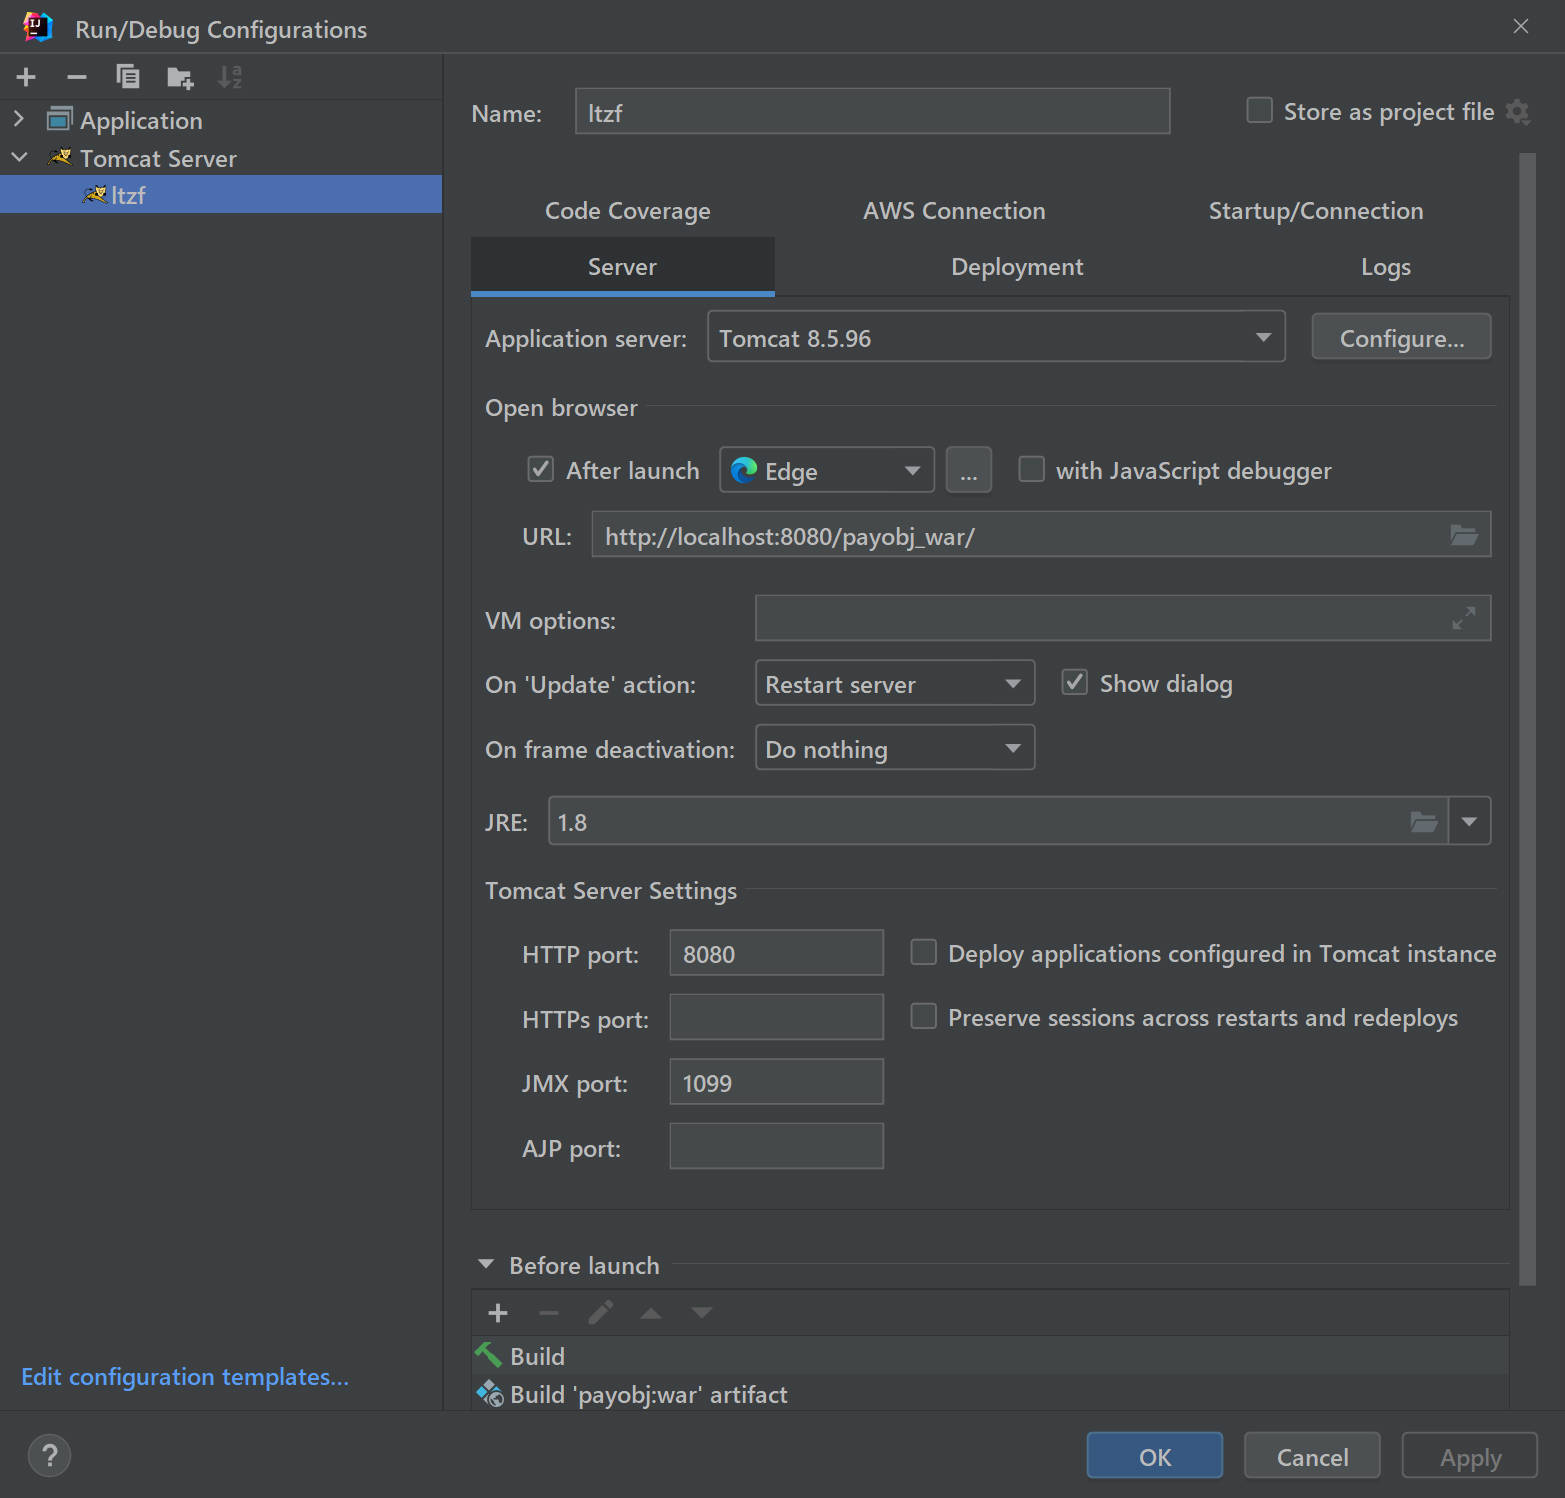 Run/Debug Configurations
Application
Tomcat Server
ltzf
Edit configuration templates...
Name: ltzf
Store as project file
Code Coverage AWS Connection Startup/Connection
Server Deployment Logs
Application server: Tomcat 8.5.96 Configure...
Open browser
After launch Edge ... with JavaScript debugger
URL: http://localhost:8080/payobj_war/
VM options:
On 'Update' action: Restart server Show dialog
On frame deactivation: Do nothing
JRE: 1.8
Tomcat Server Settings
HTTP port: 8080 Deploy applications configured in Tomcat instance
HTTPs port: Preserve sessions across restarts and redeploys
JMX port: 1099
AJP port:
Before launch
Build
Build 'payobj:war' artifact
? OK Cancel Apply